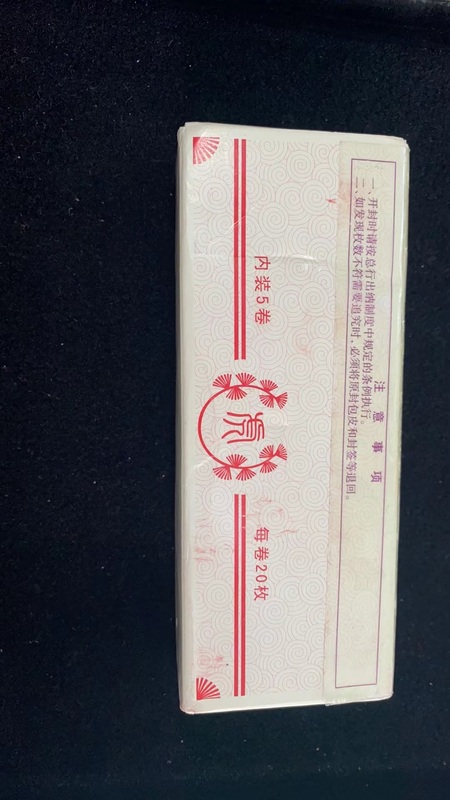 注意事项
一、开封时请按总行出纳制度中规定的条例执行。
二、如发现枚数不符需要追究时，必须将原封包皮和封签等退回。
内装5卷
原
每卷20枚